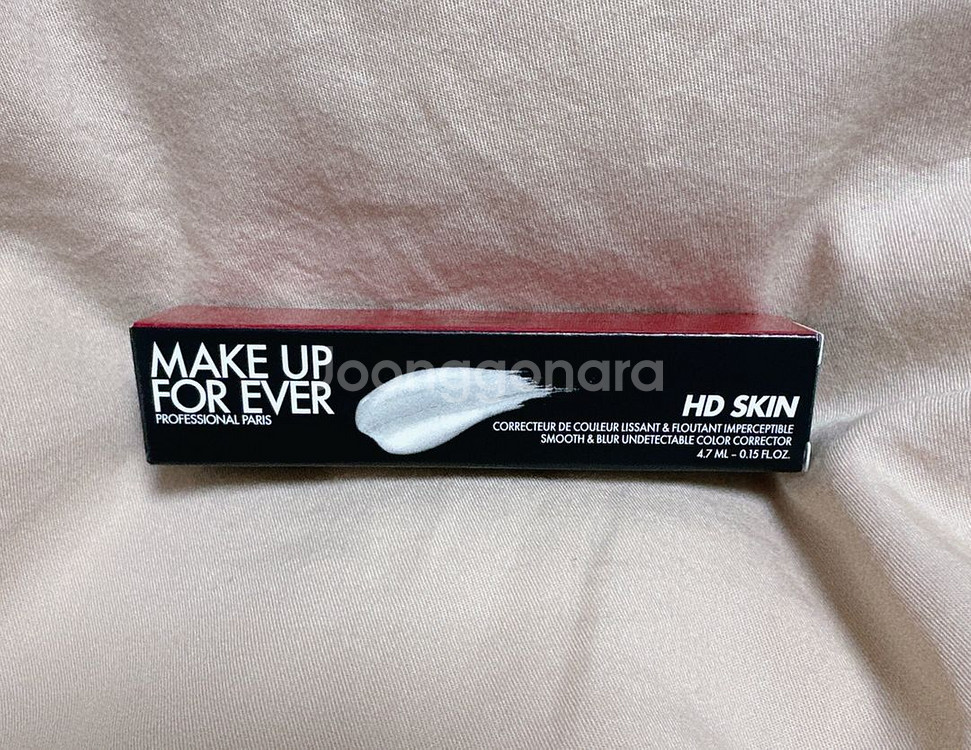 MAKE UP
FOR EVER
PROFESSIONAL PARIS
Joonggonara
HD SKIN
CORRECTEUR DE COULEUR LISSANT & FLOUTANT IMPERCEPTIBLE
SMOOTH & BLUR UNDETECTABLE COLOR CORRECTOR
4.7 ML - 0.15 FL.OZ.